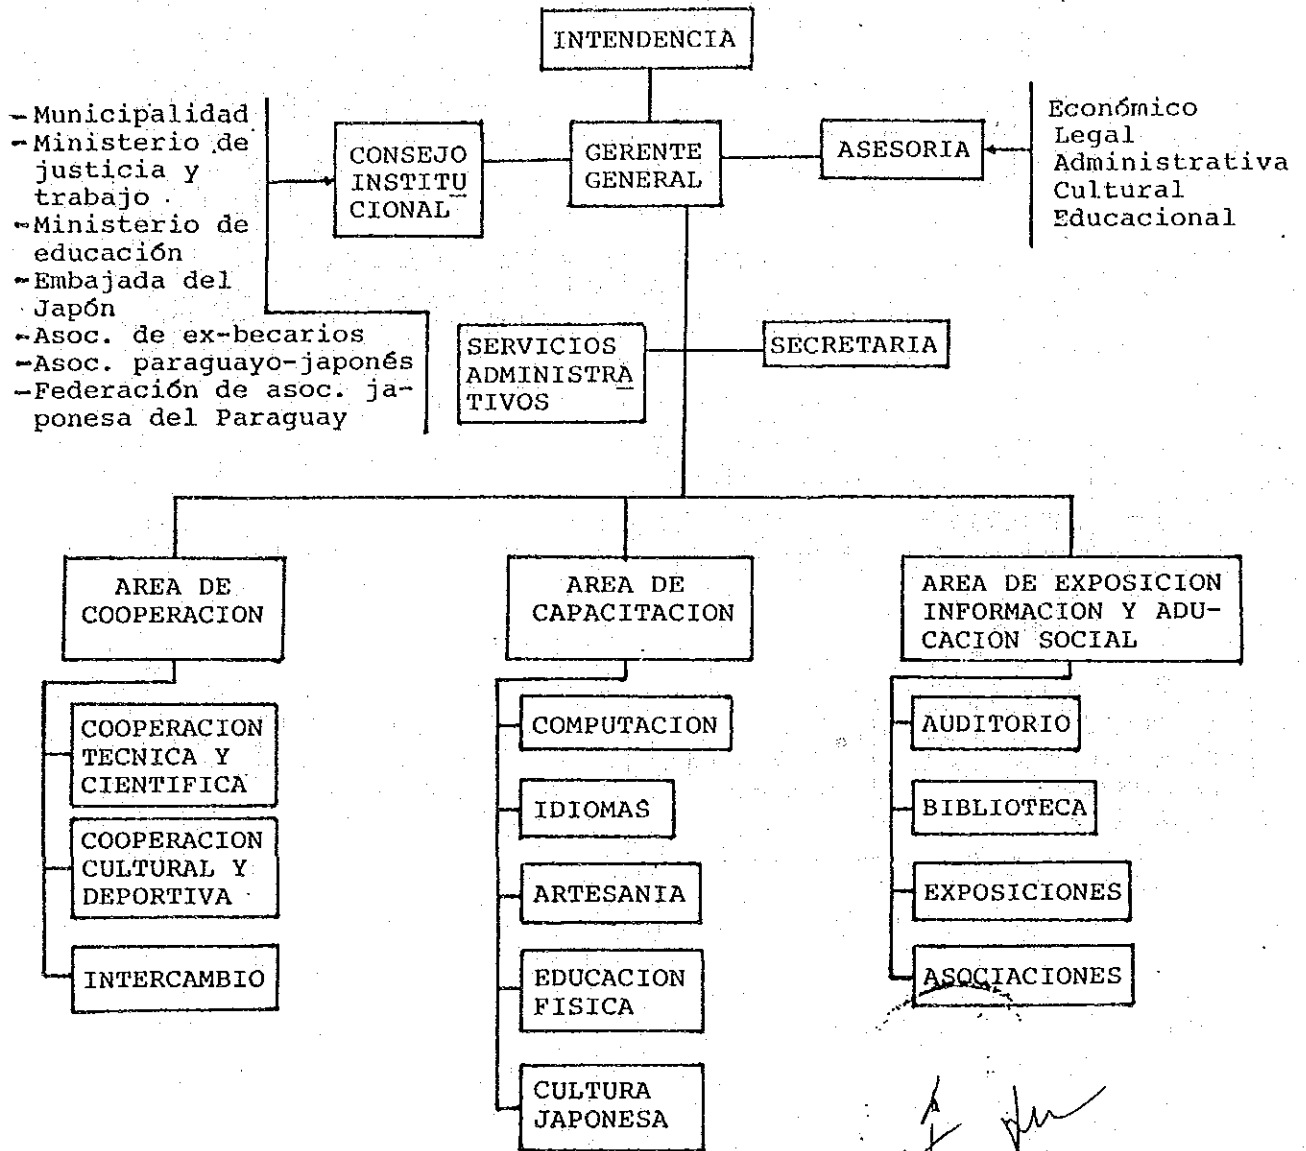 INTENDENCIA
- Municipalidad
- Ministerio de
justicia y
trabajo
- Ministerio de
educación
- Embajada del
Japón
- Asoc. de ex-becarios
- Asoc. paraguayo-japonés
- Federación de asoc. ja-
ponesa del Paraguay
CONSEJO
INSTITU
CIONAL
GERENTE
GENERAL
ASESORIA
Económico
Legal
Administrativa
Cultural
Educacional
SERVICIOS
ADMINISTRA
TIVOS
SECRETARIA
AREA DE
COOPERACION
COOPERACION
TECNICA Y
CIENTIFICA
COOPERACION
CULTURAL Y
DEPORTIVA
INTERCAMBIO
AREA DE
CAPACITACION
COMPUTACION
IDIOMAS
ARTESANIA
EDUCACION
FISICA
CULTURA
JAPONESA
AREA DE EXPOSICION
INFORMACION Y ADU-
CACION SOCIAL
AUDITORIO
BIBLIOTECA
EXPOSICIONES
ASOCIACIONES